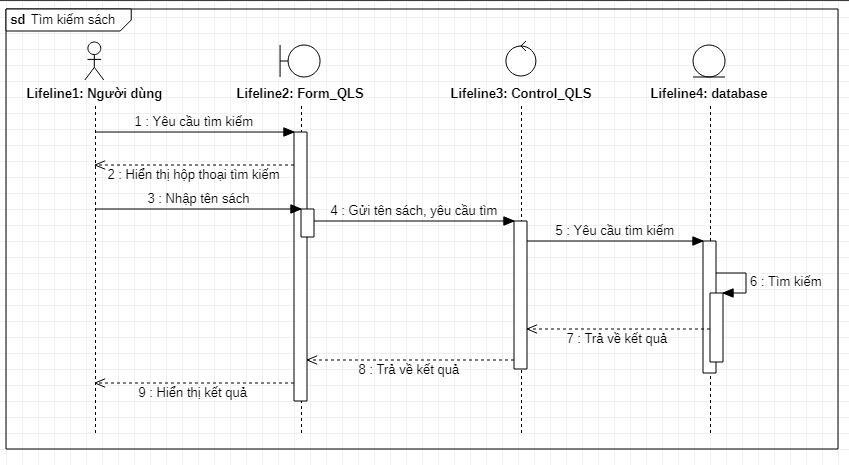 sd Tìm kiếm sách
Lifeline1: Người dùng
Lifeline2: Form_QLS
Lifeline3: Control_QLS
Lifeline4: database
1 : Yêu cầu tìm kiếm
2 : Hiển thị hộp thoại tìm kiếm
3 : Nhập tên sách
4 : Gửi tên sách, yêu cầu tìm
5 : Yêu cầu tìm kiếm
6 : Tìm kiếm
7 : Trả về kết quả
8 : Trả về kết quả
9 : Hiển thị kết quả